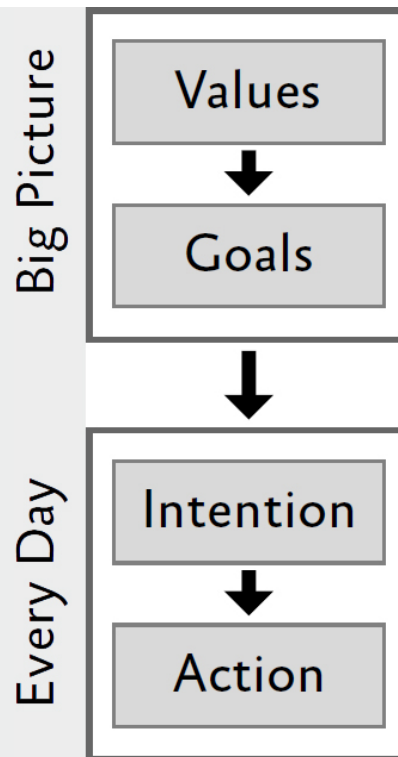 Big Picture
Values
Goals
Every Day
Intention
Action